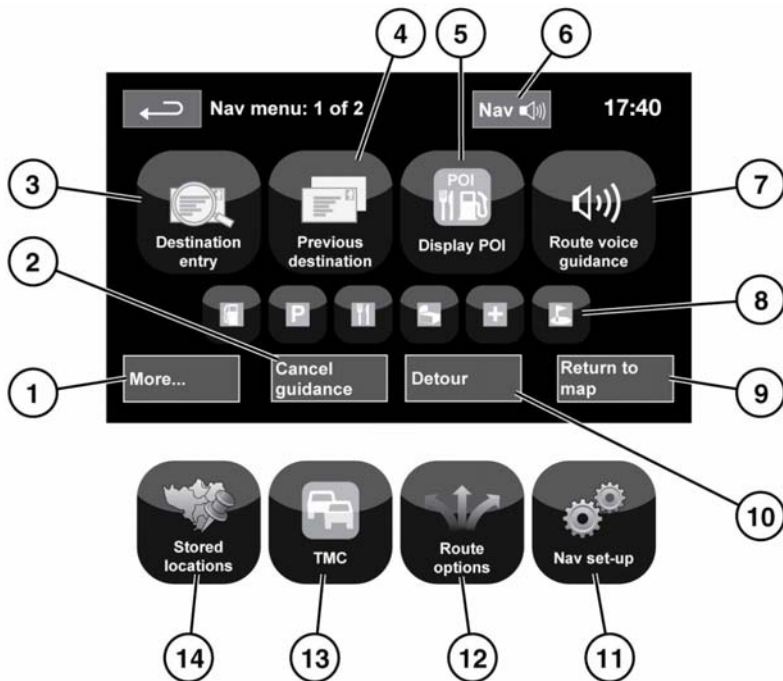 4
5
6
Nav menu: 1 of 2
Nav
17:40
3
POI
7
Destination
entry
Previous
destination
Display POI
Route voice
guidance
2
P
8
1
More...
Cancel
guidance
Detour
Return to
map
9
10
Stored
locations
TMC
Route
options
Nav set-up
14
13
12
11